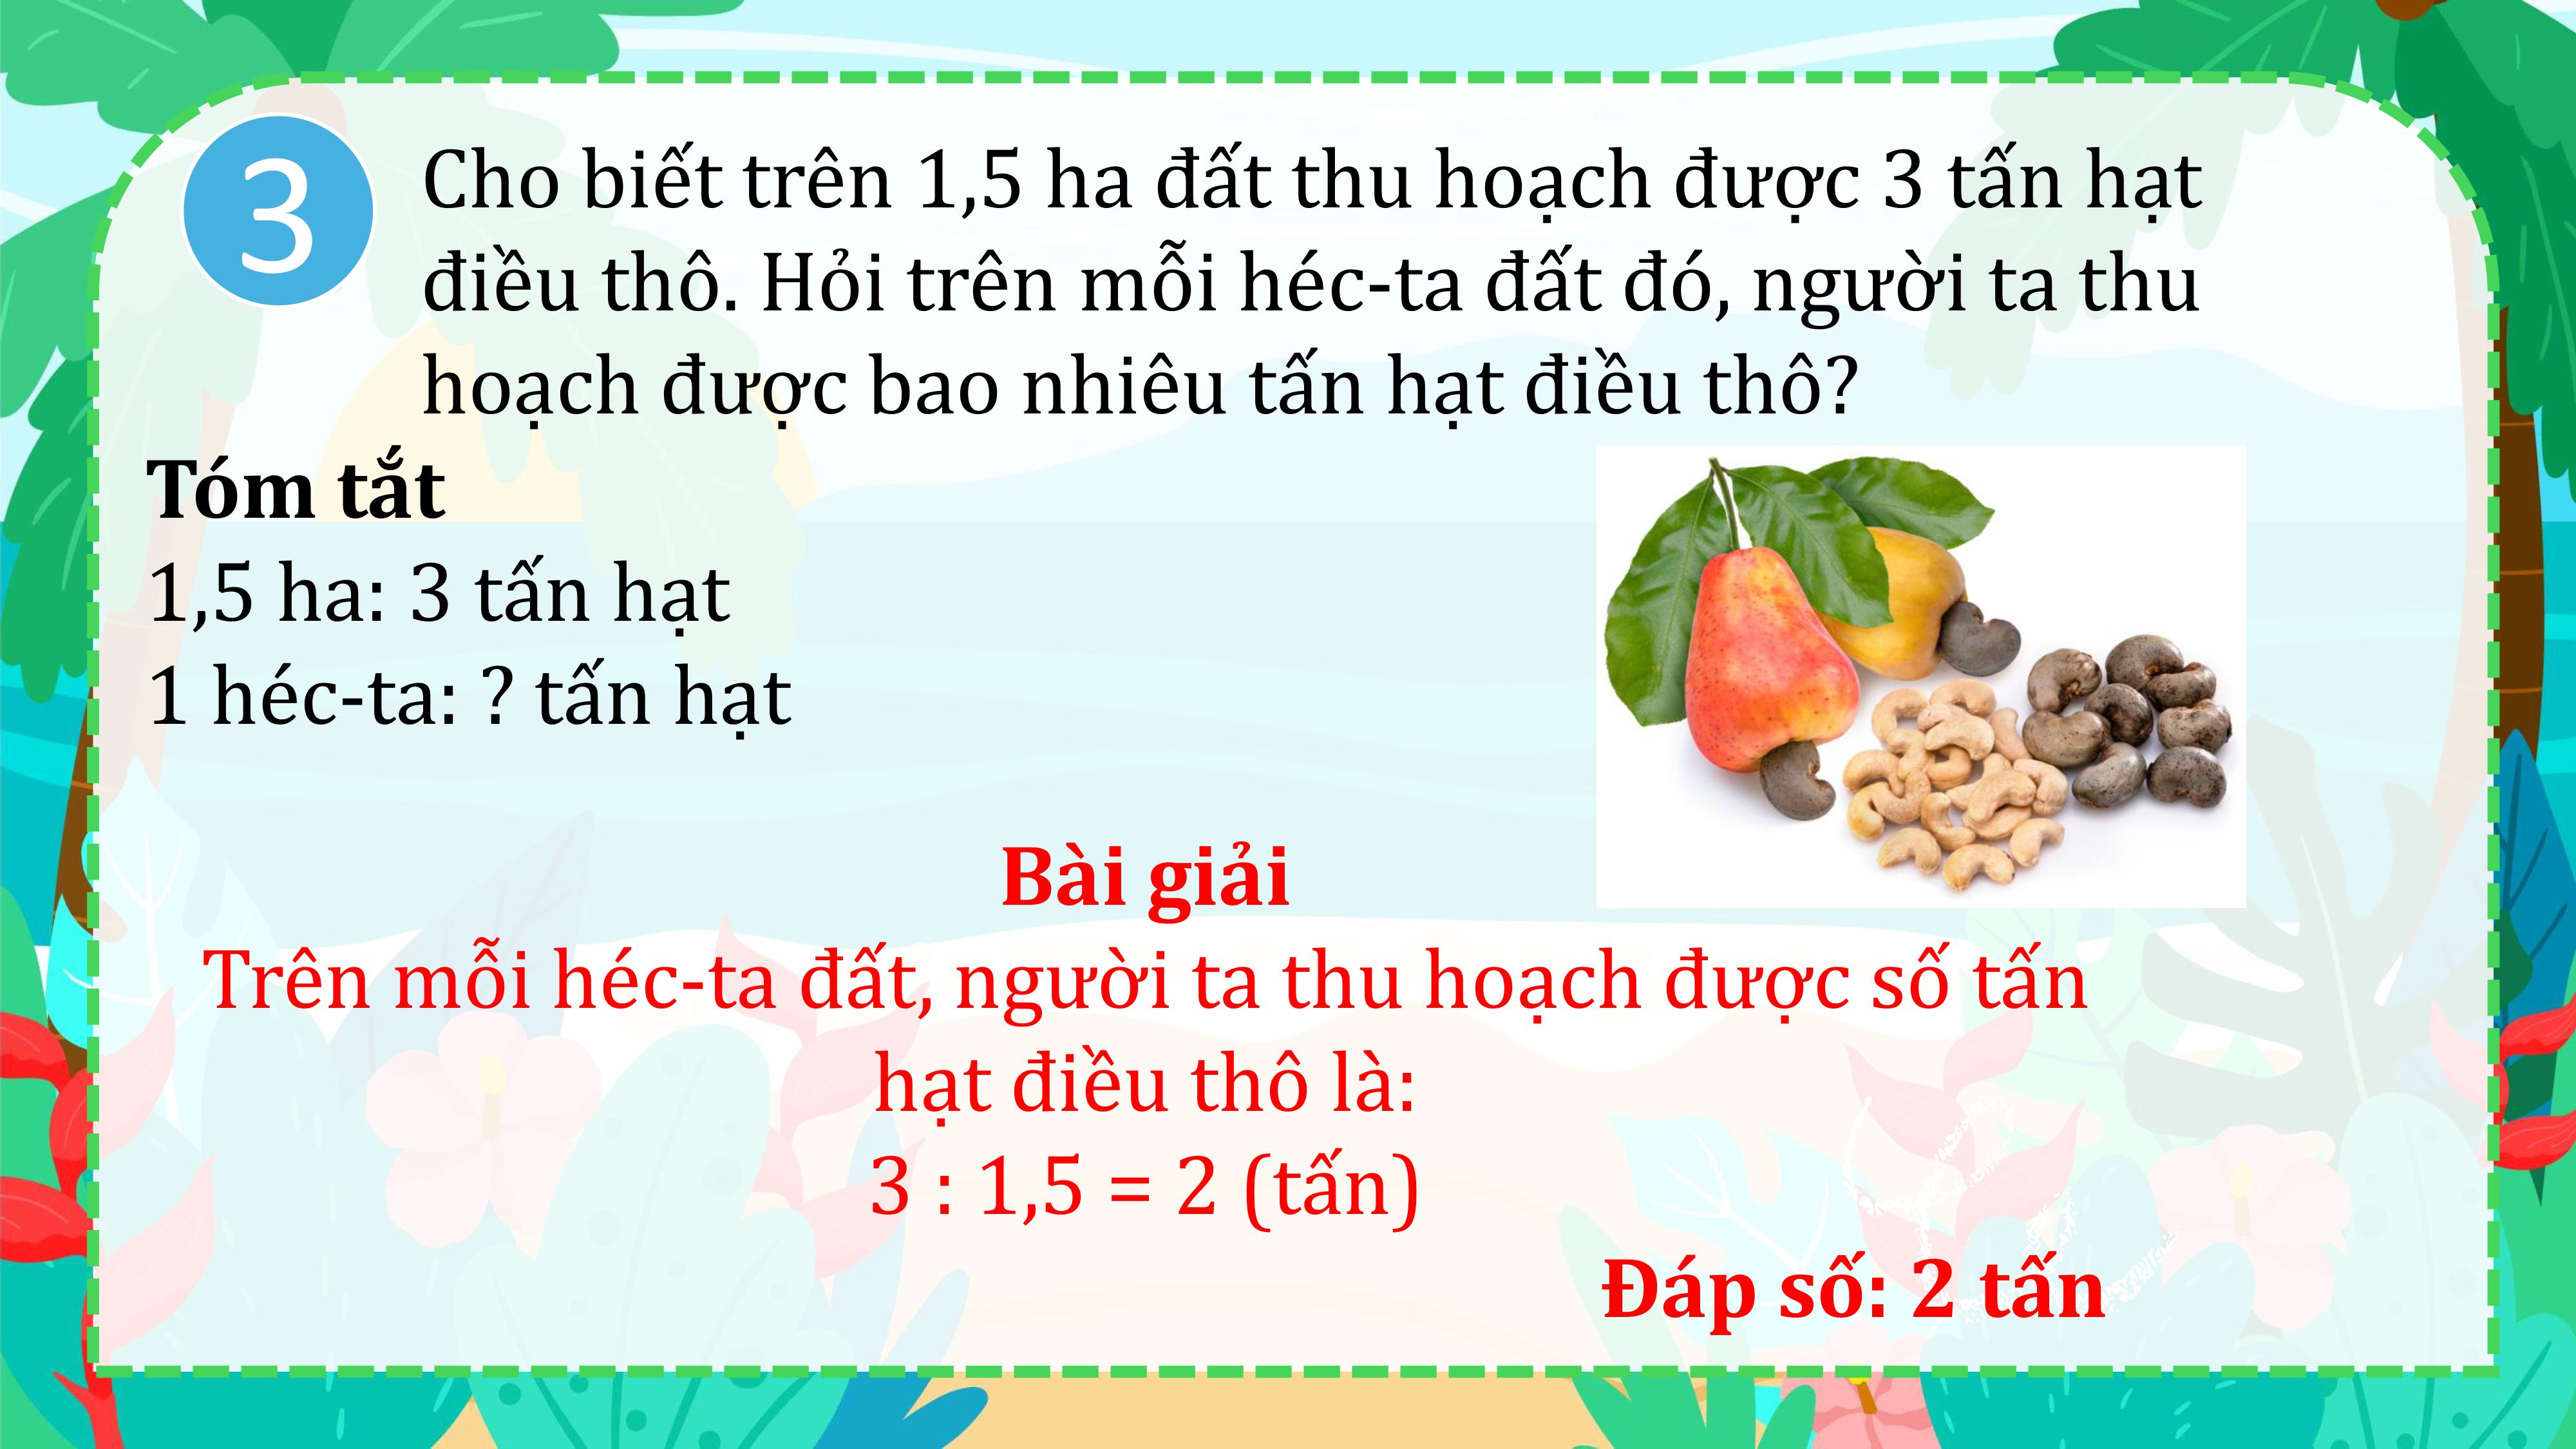 3
Cho biết trên 1,5 ha đất thu hoạch được 3 tấn hạt
điều thô. Hỏi trên mỗi héc-ta đất đó, người ta thu
hoạch được bao nhiêu tấn hạt điều thô?
Tóm tắt
1,5 ha: 3 tấn hạt
1 héc-ta: ? tấn hạt
Bài giải
Trên mỗi héc-ta đất, người ta thu hoạch được số tấn
hạt điều thô là:
3 : 1,5 = 2 (tấn)
Đáp số: 2 tấn